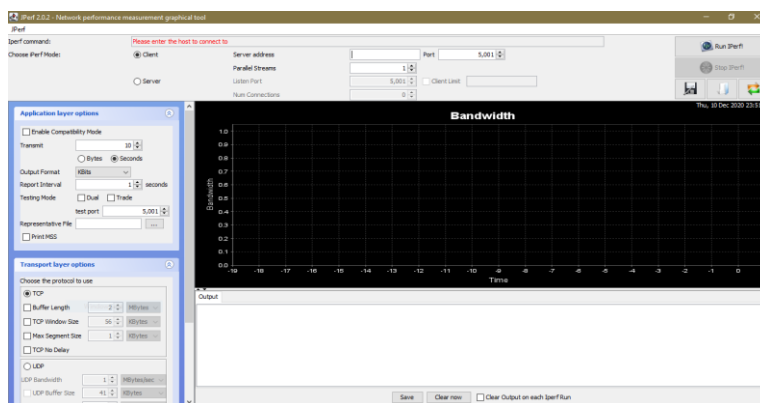 JPerf 2.0.2 - Network performance measurement graphical tool
JPerf
Iperf command: Please enter the host to connect to
Choose iPerf Mode: Client Server address Port 5,001
Parallel Streams 1
Server Listen Port 5,001 Client Limit
Num Connections 0
Run IPerf!
Stop IPerf!
Application layer options
Enable Compatibility Mode
Transmit 10
Bytes Seconds
Output Format KBits
Report Interval 1 seconds
Testing Mode Dual Trade
test port 5,001
Representative File ...
Print MSS
Transport layer options
Choose the protocol to use
TCP
Buffer Length 2 MBytes
TCP Window Size 56 KBytes
Max Segment Size 1 KBytes
TCP No Delay
UDP
UDP Bandwidth 1 MBytes/sec
UDP Buffer Size 41 KBytes
Thu, 10 Dec 2020 23:5
Bandwidth
1.0
0.9
0.8
0.7
0.6
0.5
0.4
0.3
0.2
0.1
0.0
Bandwidth
-19 -18 -17 -16 -15 -14 -13 -12 -11 -10 -9 -8 -7 -6 -5 -4 -3 -2 -1 0
Time
Output
Save Clear now Clear Output on each Iperf Run